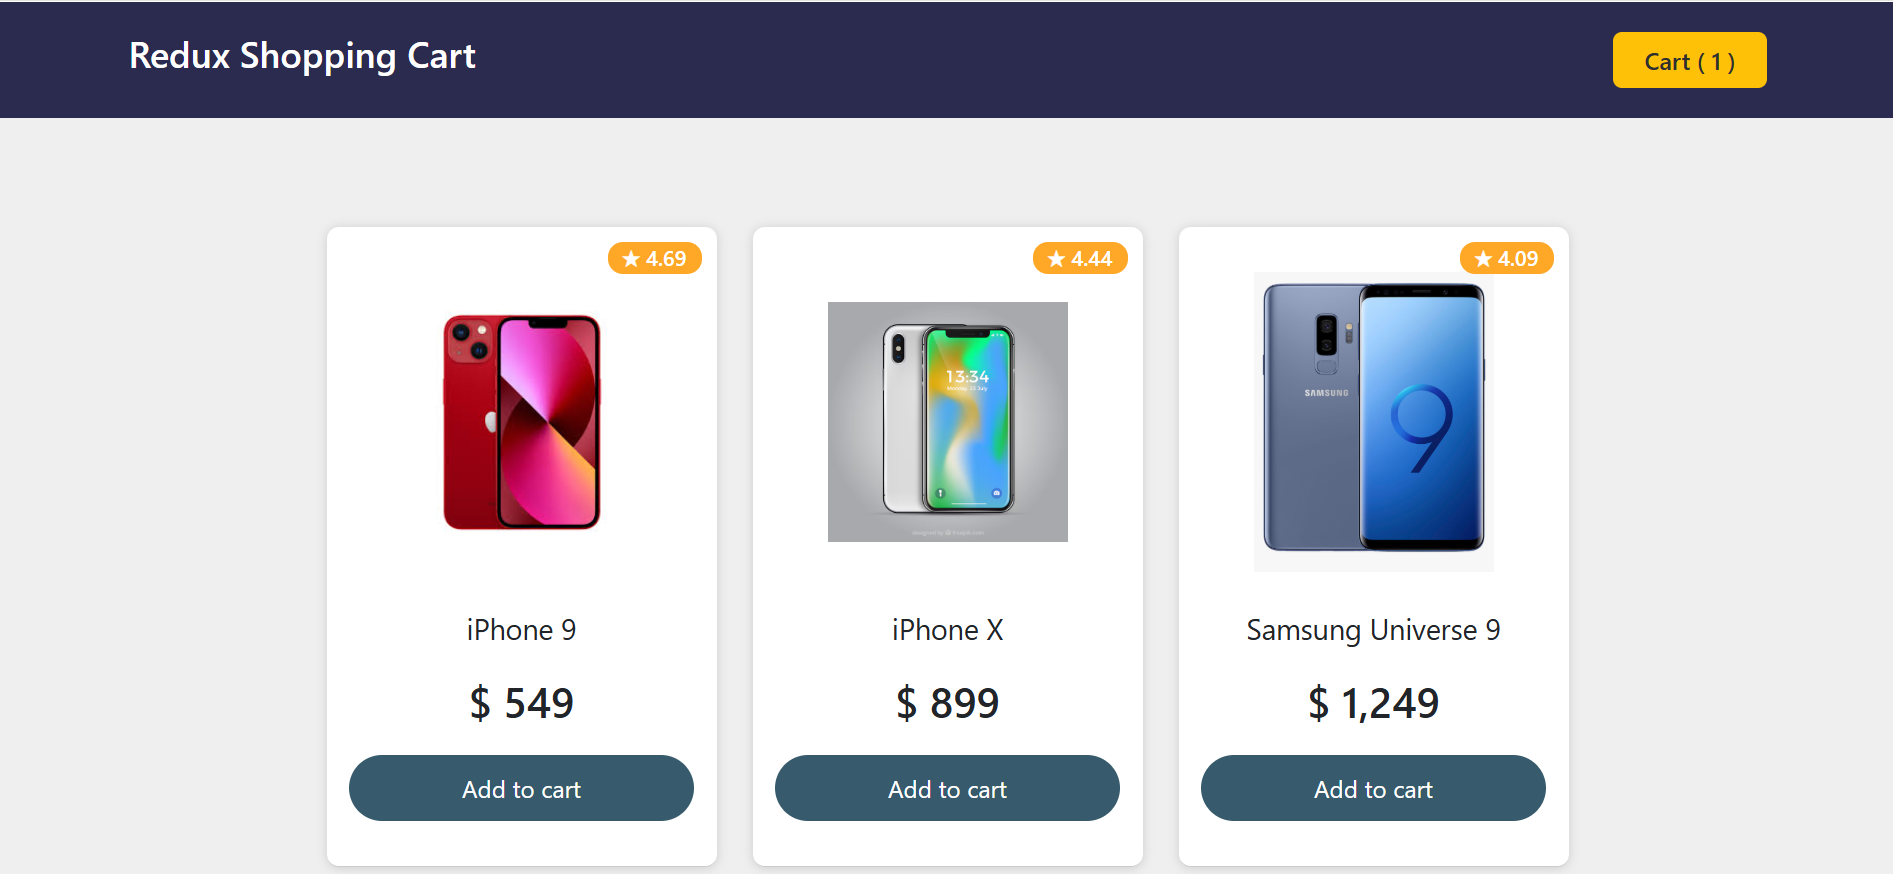 Redux Shopping Cart
Cart ( 1 )
★ 4.69
★ 4.44
★ 4.09
13:34
SAMSUNG
9
iPhone 9
iPhone X
Samsung Universe 9
$ 549
$ 899
$ 1,249
Add to cart
Add to cart
Add to cart